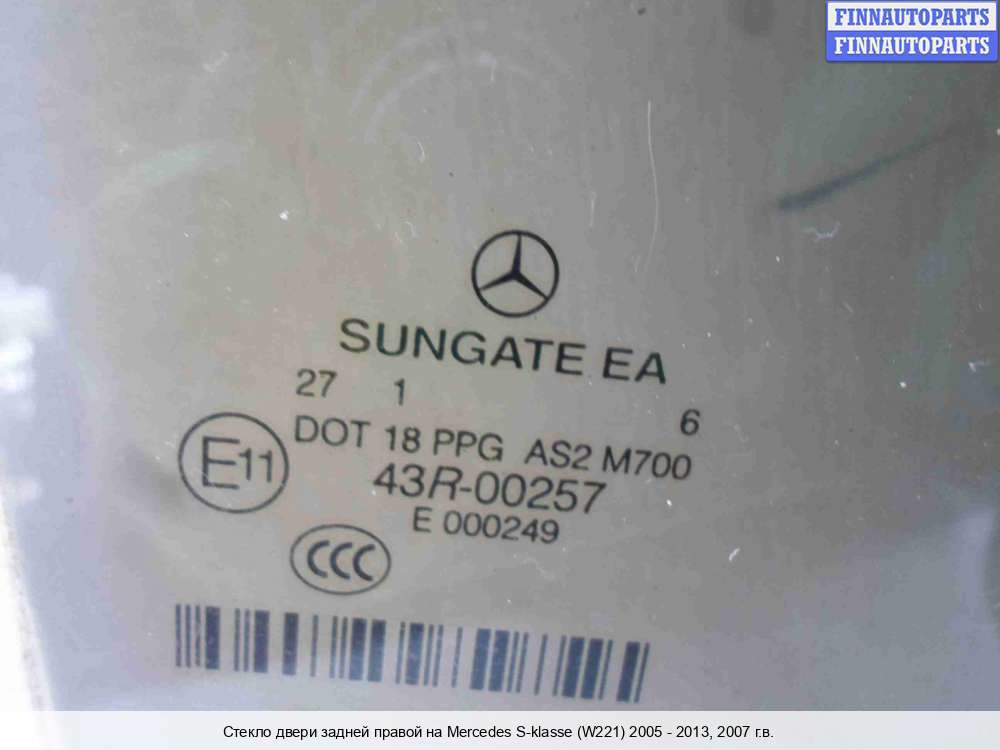 FINNAUTOPARTS
FINNAUTOPARTS
SUNGATE EA
27 1 6
DOT 18 PPG AS2 M700
E11 43R-00257
E 000249
CCC
Стекло двери задней правой на Mercedes S-klasse (W221) 2005 - 2013, 2007 г.в.